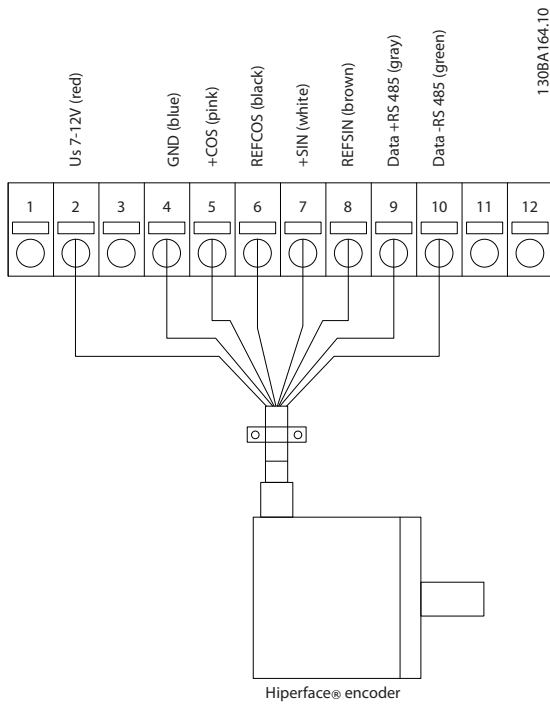 130BA164.10
Us 7-12V (red)
GND (blue)
+COS (pink)
REFCOS (black)
+SIN (white)
REFSIN (brown)
Data +RS 485 (gray)
Data -RS 485 (green)
1 2 3 4 5 6 7 8 9 10 11 12
Hiperface® encoder